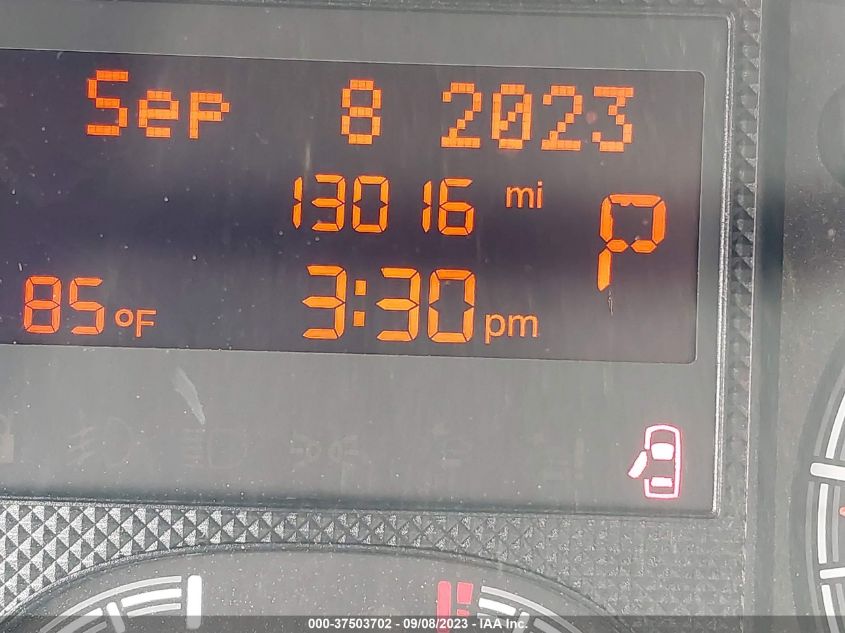 Sep 8 2023
13016 mi
P
85°F 3:30 pm
000-37503702 - 09/08/2023 - IAA Inc.